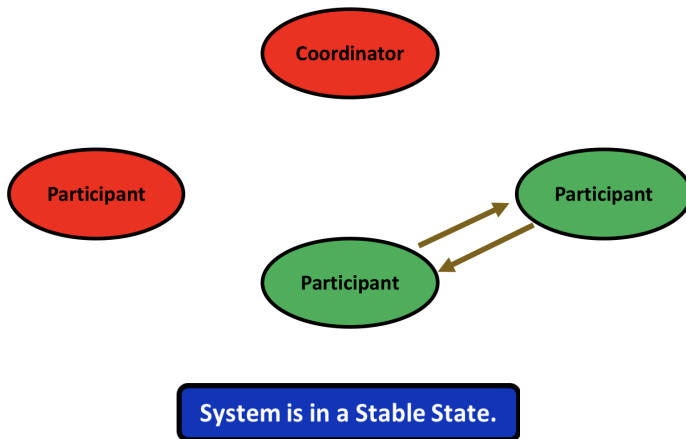 Coordinator
Participant
Participant
Participant
System is in a Stable State.